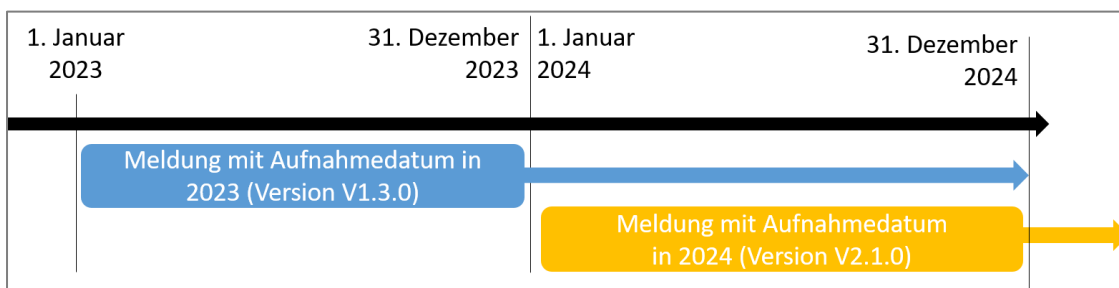 1. Januar
2023
31. Dezember
2023
1. Januar
2024
31. Dezember
2024
Meldung mit Aufnahmedatum in
2023 (Version V1.3.0)
Meldung mit Aufnahmedatum
in 2024 (Version V2.1.0)